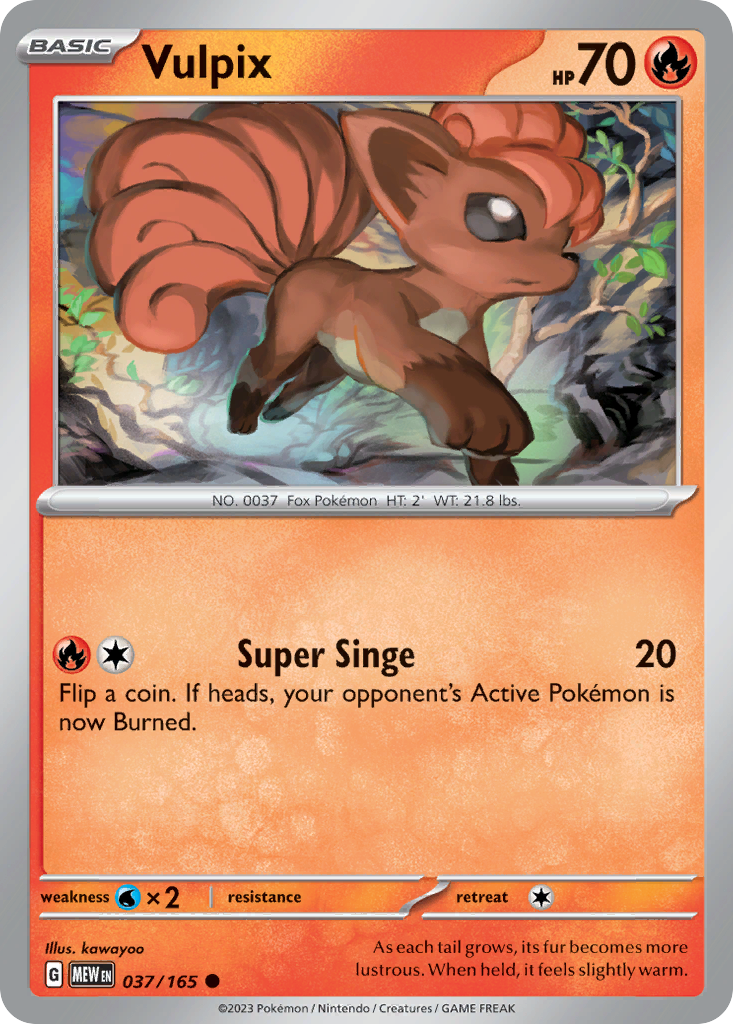 BASIC
Vulpix
HP 70
NO. 0037 Fox Pokémon HT: 2' WT: 21.8 lbs.
Super Singe 20
Flip a coin. If heads, your opponent's Active Pokémon is
now Burned.
weakness ×2 resistance retreat
Illus. kawayoo
G MEW EN 037/165
As each tail grows, its fur becomes more
lustrous. When held, it feels slightly warm.
©2023 Pokémon / Nintendo / Creatures / GAME FREAK